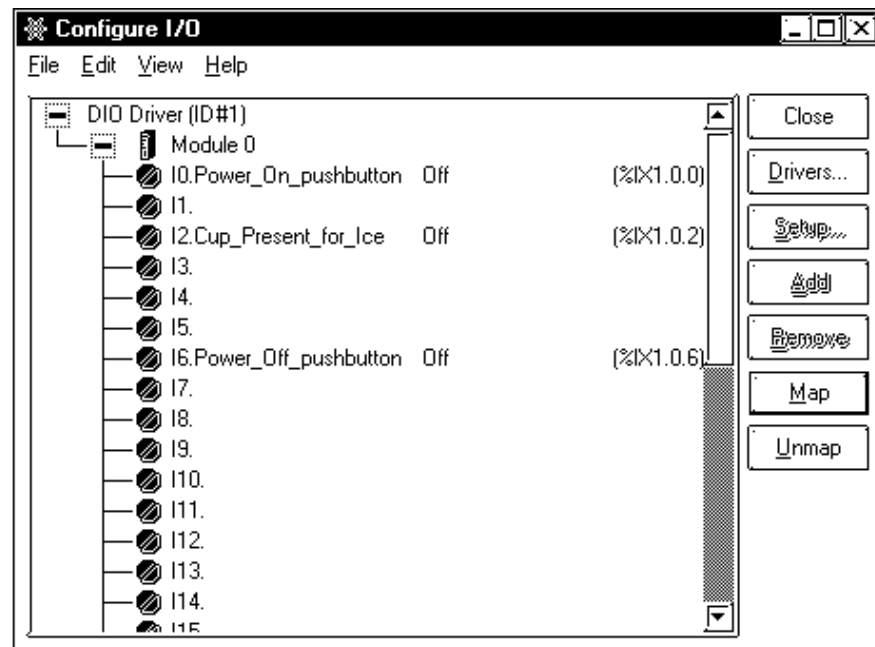 Configure I/O
File Edit View Help
DIO Driver (ID#1)
Module 0
I0.Power_On_pushbutton Off (%IX1.0.0)
I1.
I2.Cup_Present_for_Ice Off (%IX1.0.2)
I3.
I4.
I5.
I6.Power_Off_pushbutton Off (%IX1.0.6)
I7.
I8.
I9.
I10.
I11.
I12.
I13.
I14.
I15
Close
Drivers...
Setup...
Add
Remove
Map
Unmap